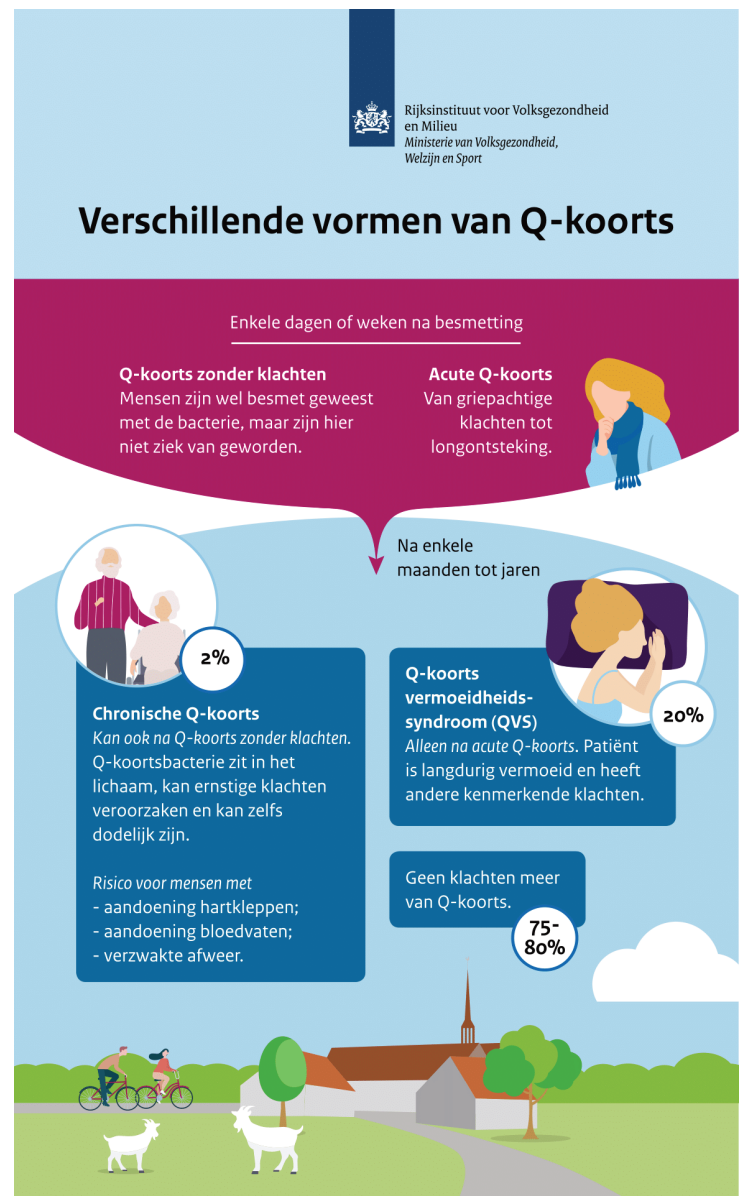 Rijksinstituut voor Volksgezondheid
en Milieu
Ministerie van Volksgezondheid,
Welzijn en Sport
Verschillende vormen van Q-koorts
Enkele dagen of weken na besmetting
Q-koorts zonder klachten
Mensen zijn wel besmet geweest
met de bacterie, maar zijn hier
niet ziek van geworden.
Acute Q-koorts
Van griepachtige
klachten tot
longontsteking.
Na enkele
maanden tot jaren
2%
Chronische Q-koorts
Kan ook na Q-koorts zonder klachten.
Q-koortsbacterie zit in het
lichaam, kan ernstige klachten
veroorzaken en kan zelfs
dodelijk zijn.
Risico voor mensen met
- aandoening hartkleppen;
- aandoening bloedvaten;
- verzwakte afweer.
Q-koorts
vermoeidheids-
syndroom (QVS)
20%
Alleen na acute Q-koorts. Patiënt
is langdurig vermoeid en heeft
andere kenmerkende klachten.
Geen klachten meer
van Q-koorts.
75-
80%